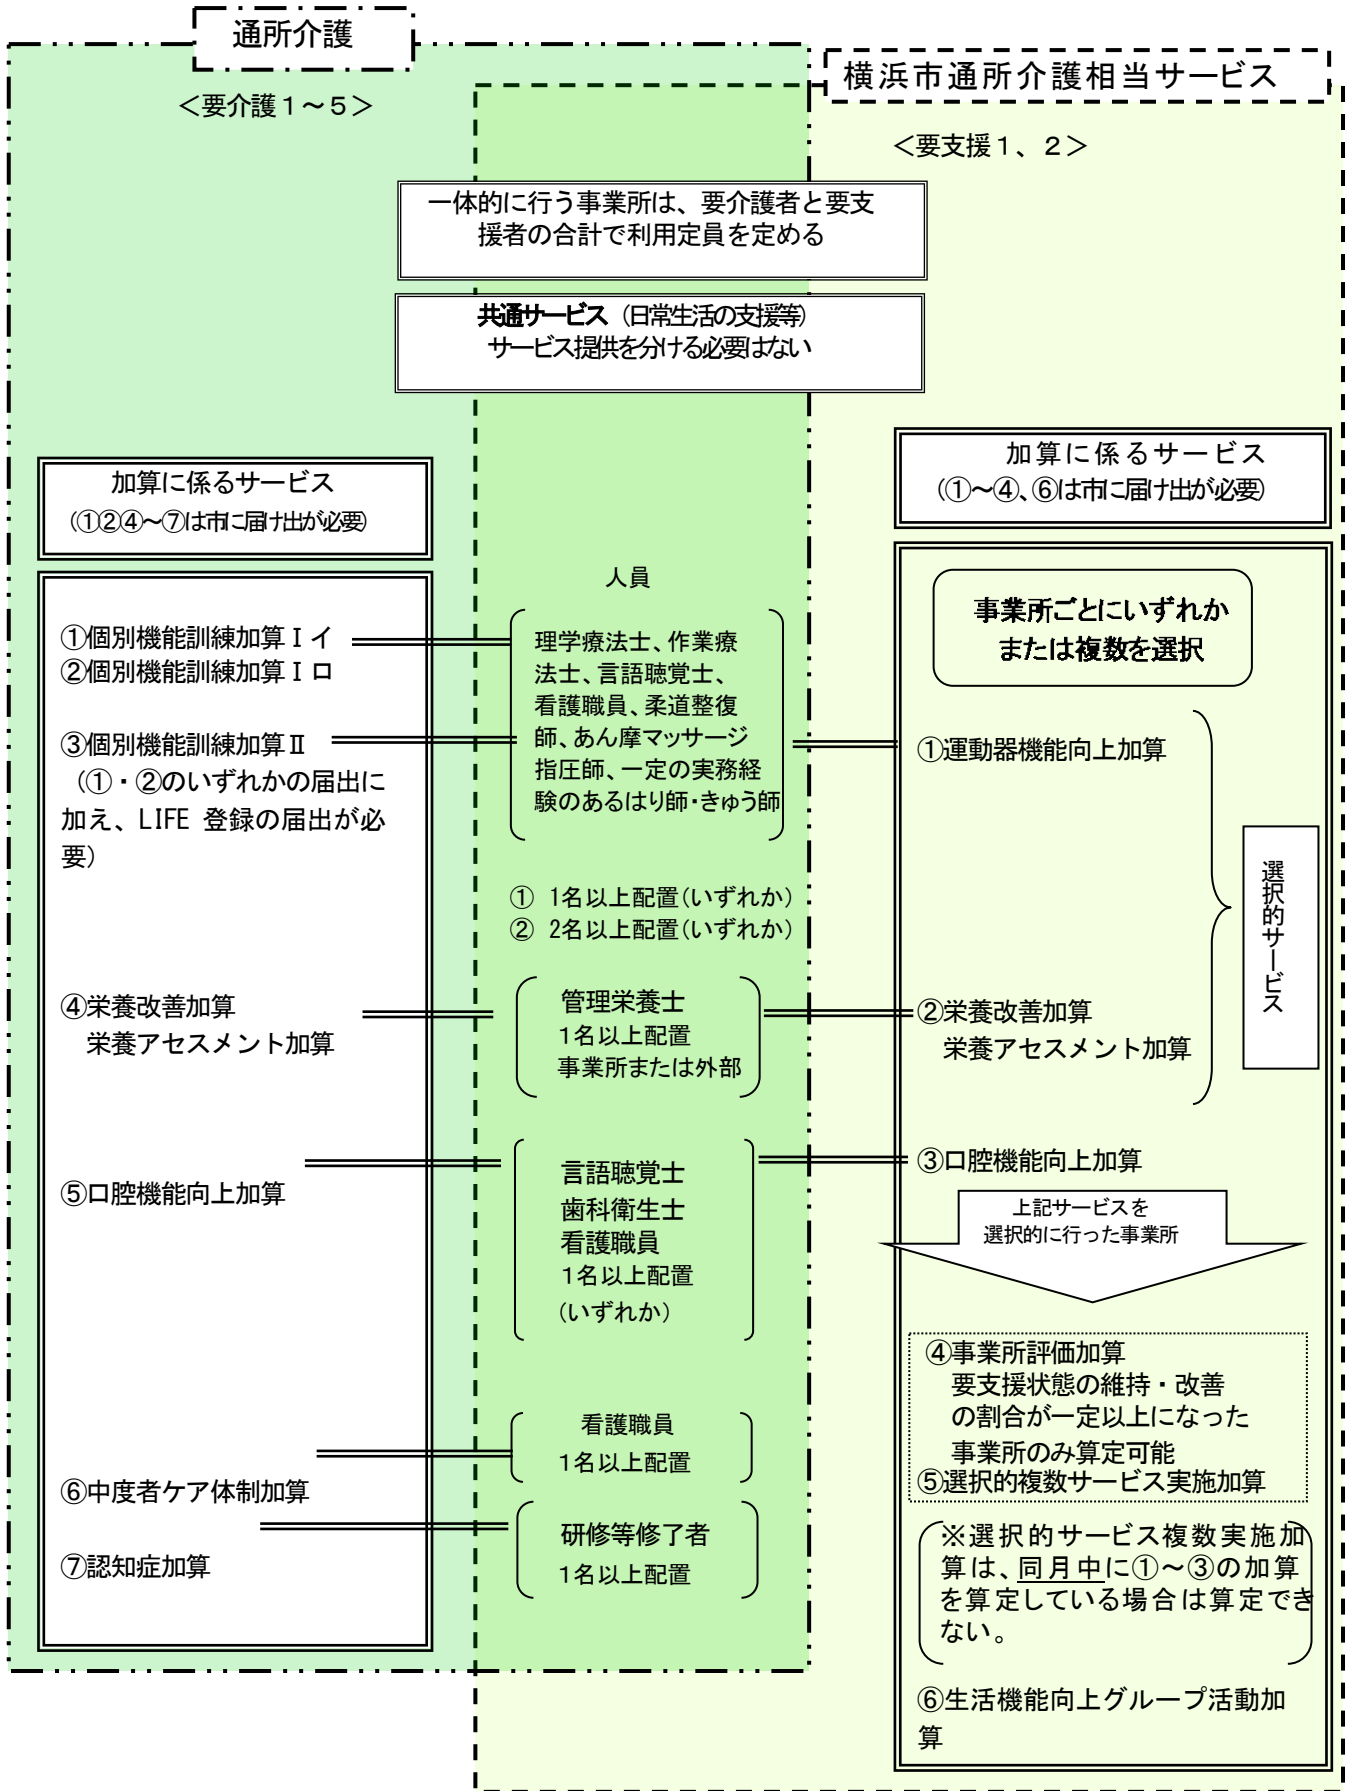 通所介護
＜要介護１～５＞
横浜市通所介護相当サービス
＜要支援１、２＞
一体的に行う事業所は、要介護者と要支
援者の合計で利用定員を定める
共通サービス（日常生活の支援等）
サービス提供を分ける必要はない
加算に係るサービス
（①②④～⑦は市に届け出が必要）
①個別機能訓練加算Ⅰイ
②個別機能訓練加算Ⅰロ
③個別機能訓練加算Ⅱ
（①・②のいずれかの届出に
加え、LIFE 登録の届出が必
要）
④栄養改善加算
栄養アセスメント加算
⑤口腔機能向上加算
⑥中度者ケア体制加算
⑦認知症加算
人員
理学療法士、作業療
法士、言語聴覚士、
看護職員、柔道整復
師、あん摩マッサージ
指圧師、一定の実務経
験のあるはり師・きゅう師
① 1名以上配置（いずれか）
② 2名以上配置（いずれか）
管理栄養士
1名以上配置
事業所または外部
言語聴覚士
歯科衛生士
看護職員
1名以上配置
（いずれか）
看護職員
1名以上配置
研修等修了者
1名以上配置
加算に係るサービス
（①～④、⑥は市に届け出が必要）
事業所ごとにいずれか
または複数を選択
①運動器機能向上加算
②栄養改善加算
栄養アセスメント加算
③口腔機能向上加算
選択的サービス
上記サービスを
選択的に行った事業所
④事業所評価加算
要支援状態の維持・改善
の割合が一定以上になった
事業所のみ算定可能
⑤選択的複数サービス実施加算
※選択的サービス複数実施加
算は、同月中に①～③の加算
を算定している場合は算定でき
ない。
⑥生活機能向上グループ活動加
算